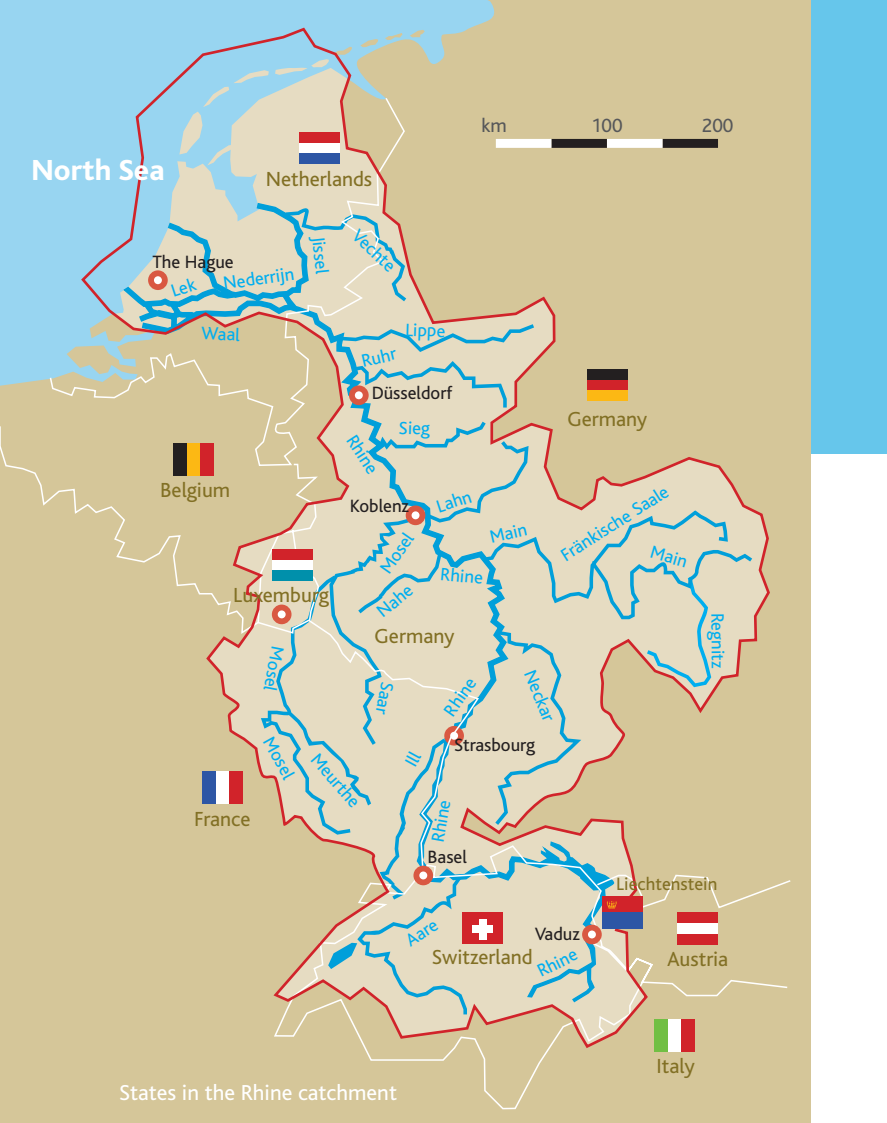 km 100 200
North Sea
Netherlands
Jissel
Vechte
The Hague
Lek
Nederrijn
Waal
Lippe
Ruhr
Düsseldorf
Germany
Sieg
Rhine
Belgium
Koblenz
Lahn
Main
Fränkische Saale
Mosel
Rhine
Main
Luxemburg
Nahe
Germany
Regnitz
Mosel
Saar
Rhine
Neckar
Strasbourg
Mosel
Meurthe
Ill
France
Rhine
Basel
Liechtenstein
Aare
Switzerland
Vaduz
Rhine
Austria
Italy
States in the Rhine catchment